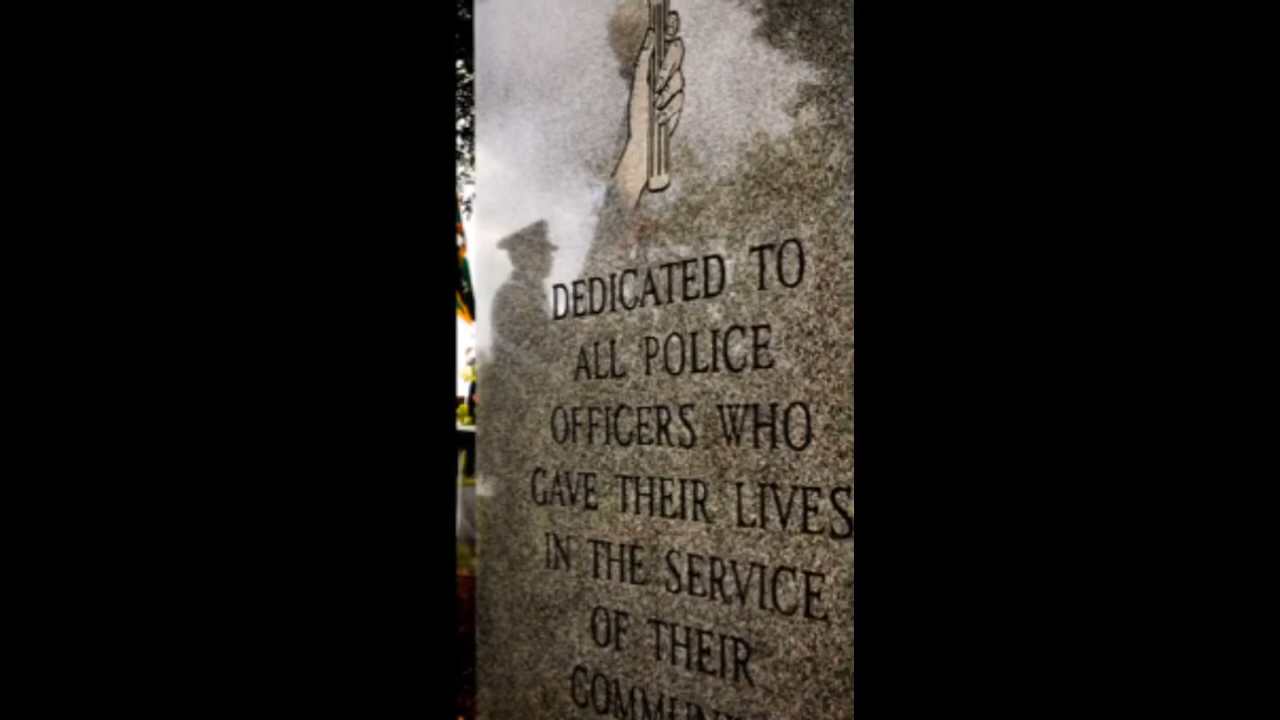 DEDICATED TO
ALL POLICE
OFFICERS WHO
GAVE THEIR LIVES
IN THE SERVICE
OF THEIR